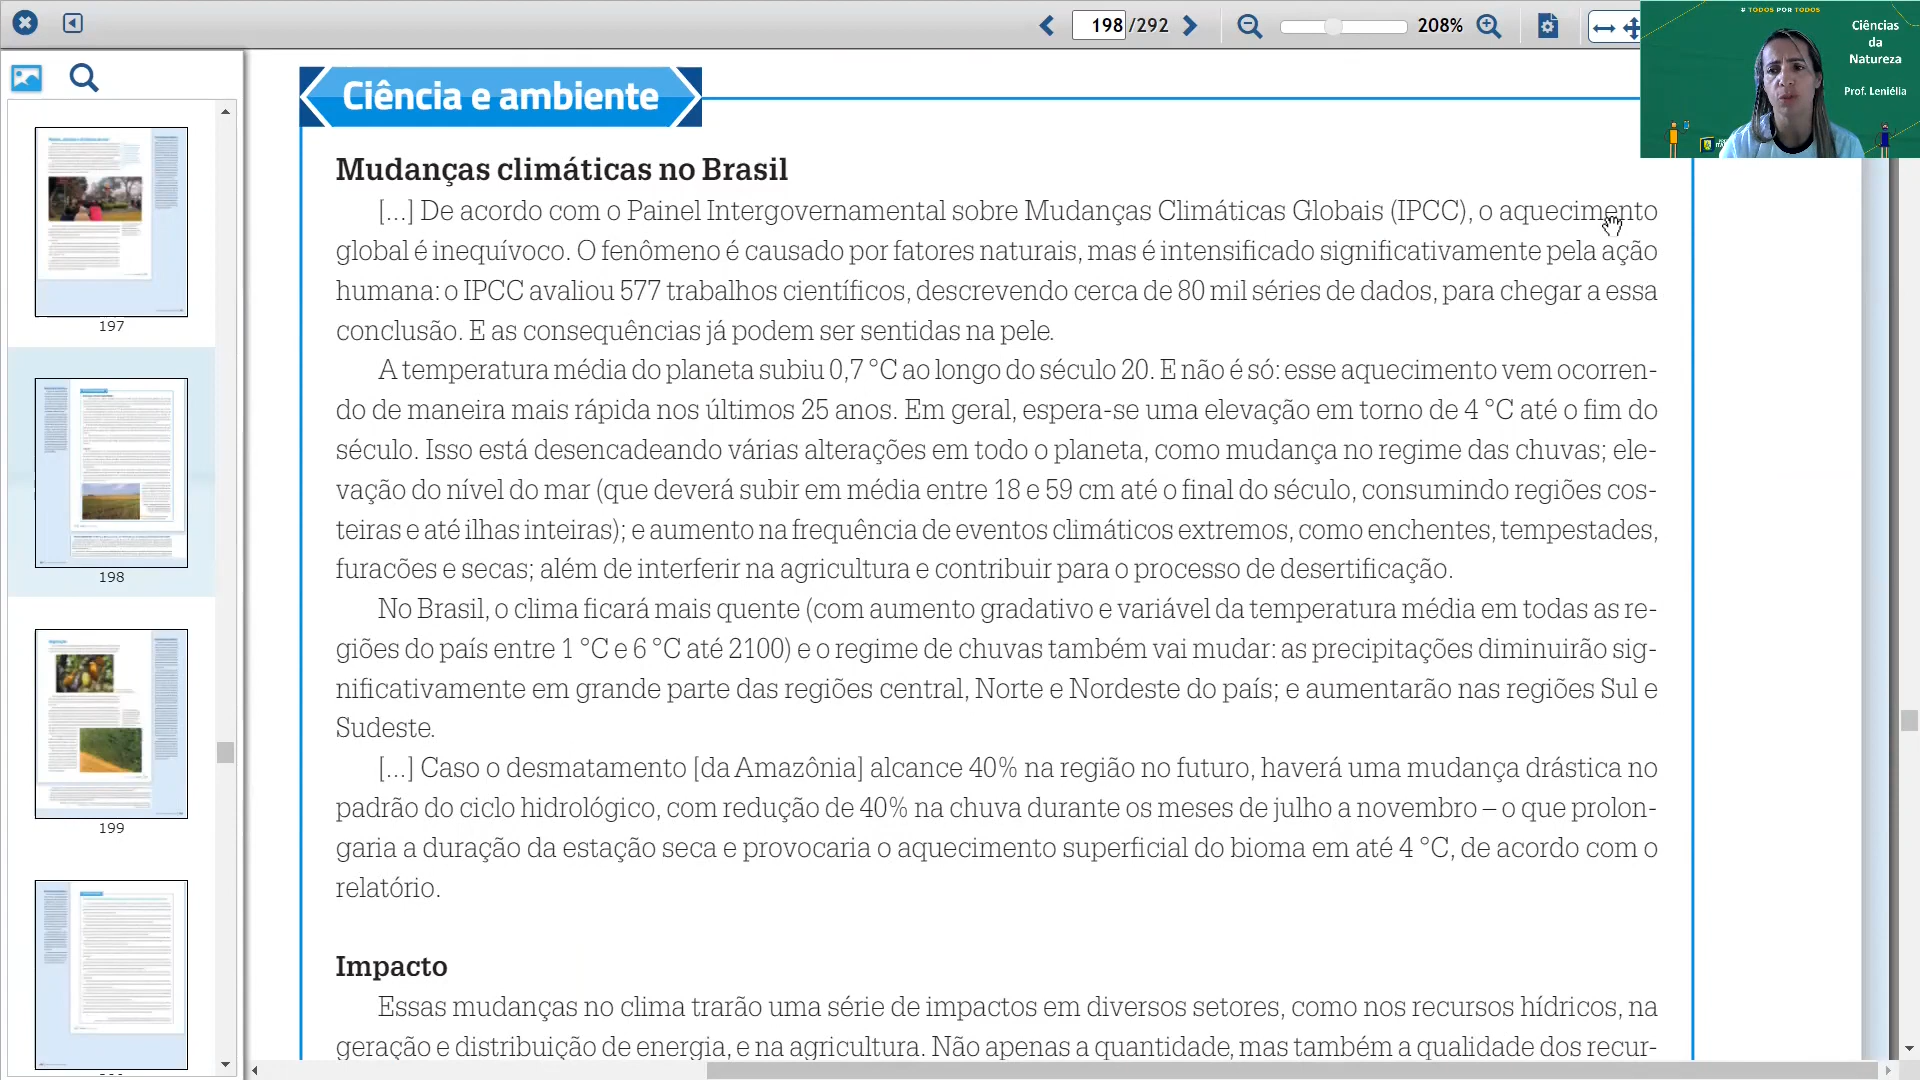 198 /292
208%
# TODOS POR TODOS
Ciências
da
Natureza
Prof. Leniélia
197
198
199
Ciência e ambiente
Mudanças climáticas no Brasil
[...] De acordo com o Painel Intergovernamental sobre Mudanças Climáticas Globais (IPCC), o aquecimento
global é inequívoco. O fenômeno é causado por fatores naturais, mas é intensificado significativamente pela ação
humana: o IPCC avaliou 577 trabalhos científicos, descrevendo cerca de 80 mil séries de dados, para chegar a essa
conclusão. E as consequências já podem ser sentidas na pele.
A temperatura média do planeta subiu 0,7 °C ao longo do século 20. E não é só: esse aquecimento vem ocorren-
do de maneira mais rápida nos últimos 25 anos. Em geral, espera-se uma elevação em torno de 4 °C até o fim do
século. Isso está desencadeando várias alterações em todo o planeta, como mudança no regime das chuvas; ele-
vação do nível do mar (que deverá subir em média entre 18 e 59 cm até o final do século, consumindo regiões cos-
teiras e até ilhas inteiras); e aumento na frequência de eventos climáticos extremos, como enchentes, tempestades,
furacões e secas; além de interferir na agricultura e contribuir para o processo de desertificação.
No Brasil, o clima ficará mais quente (com aumento gradativo e variável da temperatura média em todas as re-
giões do país entre 1 °C e 6 °C até 2100) e o regime de chuvas também vai mudar: as precipitações diminuirão sig-
nificativamente em grande parte das regiões central, Norte e Nordeste do país; e aumentarão nas regiões Sul e
Sudeste.
[...] Caso o desmatamento [da Amazônia] alcance 40% na região no futuro, haverá uma mudança drástica no
padrão do ciclo hidrológico, com redução de 40% na chuva durante os meses de julho a novembro – o que prolon-
garia a duração da estação seca e provocaria o aquecimento superficial do bioma em até 4 °C, de acordo com o
relatório.
Impacto
Essas mudanças no clima trarão uma série de impactos em diversos setores, como nos recursos hídricos, na
geração e distribuição de energia, e na agricultura. Não apenas a quantidade, mas também a qualidade dos recur-